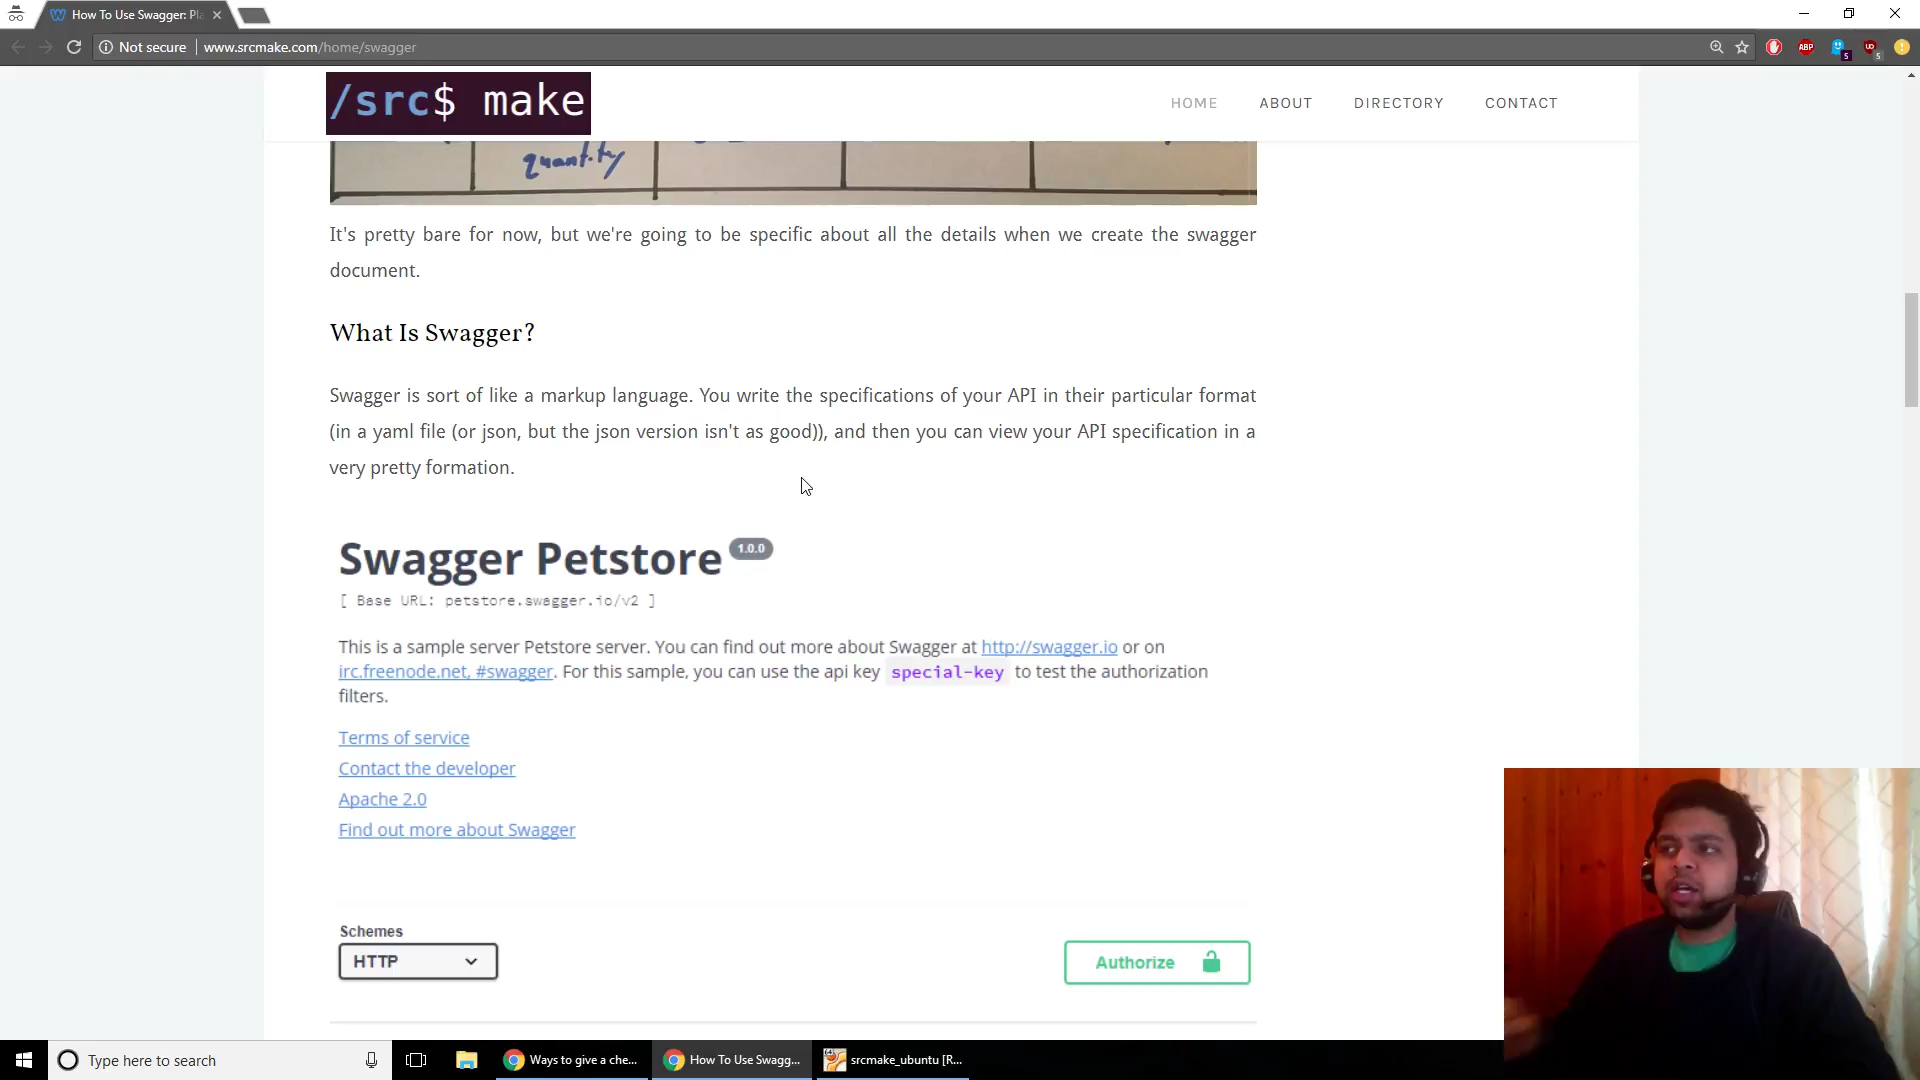 How To Use Swagger: Pl
Not secure
www.srcmake.com/home/swagger
ABP
5
5
/src$ make
HOME
ABOUT
DIRECTORY
CONTACT
quantity
It's pretty bare for now, but we're going to be specific about all the details when we create the swagger
document.
What Is Swagger?
Swagger is sort of like a markup language. You write the specifications of your API in their particular format
(in a yaml file (or json, but the json version isn't as good)), and then you can view your API specification in a
very pretty formation.
Swagger Petstore 1.0.0
[ Base URL: petstore.swagger.io/v2 ]
This is a sample server Petstore server. You can find out more about Swagger at http://swagger.io or on
irc.freenode.net, #swagger. For this sample, you can use the api key special-key to test the authorization
filters.
Terms of service
Contact the developer
Apache 2.0
Find out more about Swagger
Schemes
HTTP
Authorize
Type here to search
Ways to give a che...
How To Use Swagg...
srcmake_ubuntu [R...